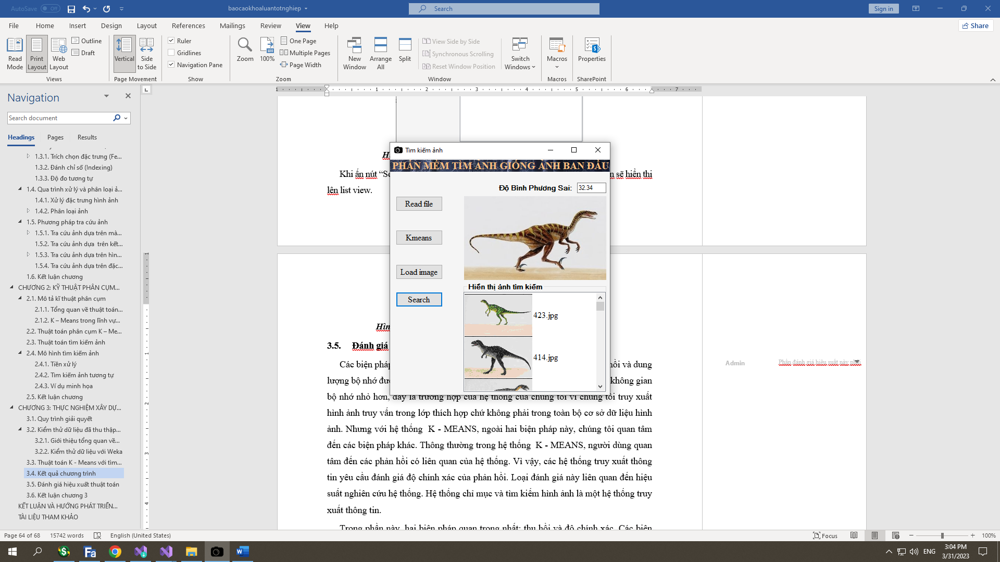 AutoSave Off
baocaokhoaluantotnghiep
Search
Sign in
File Home Insert Design Layout References Mailings Review View Help
Share
Read Mode
Print Layout
Web Layout
Outline
Draft
Views
Vertical
Side to Side
Page Movement
Ruler
Gridlines
Navigation Pane
Show
Zoom
100%
One Page
Multiple Pages
Page Width
Zoom
New Window
Arrange All
Split
View Side by Side
Synchronous Scrolling
Reset Window Position
Switch Windows
Window
Macros
Macros
Properties
SharePoint
Navigation
Search document
Headings Pages Results
1.3.1. Trích chọn đặc trưng (Fe...
1.3.2. Đánh chỉ số (Indexing)
1.3.3. Độ đo tương tự
1.4. Qua trình xử lý và phân loại ả...
1.4.1. Xử lý đặc trưng hình ảnh
1.4.2. Phân loại ảnh
1.5. Phương pháp tra cứu ảnh
1.5.1. Tra cứu ảnh dựa trên mà...
1.5.2. Tra cứu ảnh dựa trên kết...
1.5.3. Tra cứu ảnh dựa trên hìn...
1.5.4. Tra cứu ảnh dựa trên đặc...
1.6. Kết luận chương
CHƯƠNG 2: KỸ THUẬT PHÂN CỤM...
2.1. Mô tả kĩ thuật phân cụm
2.1.1. Tổng quan về thuật toán...
2.1.2. K – Means trong lĩnh vự...
2.2. Thuật toán phân cụm K – Me...
2.3. Thuật toán tìm kiếm ảnh
2.4. Mô hình tìm kiếm ảnh
2.4.1. Tiền xử lý
2.4.2. Tìm kiếm ảnh tương tự
2.4.3. Ví dụ minh họa
2.5. Kết luận chương
CHƯƠNG 3: THỰC NGHIỆM XÂY DỰ...
3.1. Quy trình giải quyết
3.2. Kiểm thử dữ liệu đã thu thập...
3.2.1. Giới thiệu tổng quan về...
3.2.2. Kiểm thử dữ liệu với Weka
3.3. Thuật toán K - Means với tìm...
3.4. Kết quả chương trình
3.5. Đánh giá hiệu xuất thuật toán
3.6. Kết luận chương 3
KẾT LUẬN VÀ HƯỚNG PHÁT TRIỂN...
TÀI LIỆU THAM KHẢO
1 1 2 3 4 5 6 7
1 1 2 3 4
Khi ấn nút “Se
n sẽ hiển thị
lên list view.
Tìm kiếm ảnh
PHẦN MỀM TÌM ẢNH GIỐNG ẢNH BAN ĐẦU
Độ Bình Phương Sai: 32.34
Read file
Kmeans
Load image
Search
Hiển thị ảnh tìm kiếm
423.jpg
414.jpg
Hìn
3.5. Đánh giá
Các biện pháp
hồi và dung
lượng bộ nhớ đượ
không gian
bộ nhớ nhỏ hơn, đây là trường hợp của hệ thống của chúng tôi vì chúng tôi truy xuất
hình ảnh truy vấn trong lớp thích hợp chứ không phải trong toàn bộ cơ sở dữ liệu hình
ảnh. Nhưng với hệ thống K - MEANS, ngoài hai biện pháp này, chúng tôi quan tâm
đến các biện pháp khác. Thông thường trong hệ thống K - MEANS, người dùng quan
tâm đến các phản hồi có liên quan của hệ thống. Vì vậy, các hệ thống truy xuất thông
tin yêu cầu đánh giá độ chính xác của phản hồi. Loại đánh giá này liên quan đến hiệu
suất nghiên cứu hệ thống. Hệ thống chỉ mục và tìm kiếm hình ảnh là một hệ thống truy
xuất thông tin.
Trong phần này, hai biện pháp quan trọng nhất: thu hồi và độ chính xác. Các biện
Admin
Phần đánh giá hiệu suất này phải
Page 64 of 68 15742 words English (United States)
Focus
100%
ENG
3:04 PM
3/31/2023